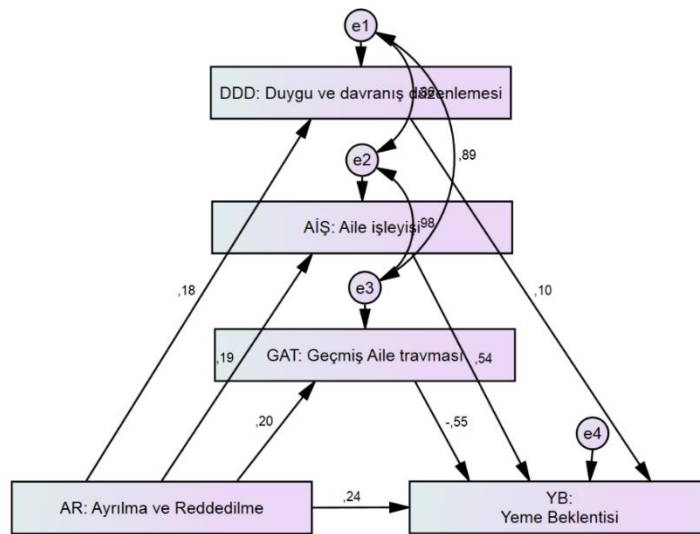 e1
DDD: Duygu ve davranış düzenlemesi
,89
e2
AİŞ: Aile işleyişi
,98
e3
,18
,10
GAT: Geçmiş Aile travması
,19
,54
,20
-,55
e4
AR: Ayrılma ve Reddedilme
,24
YB:
Yeme Beklentisi